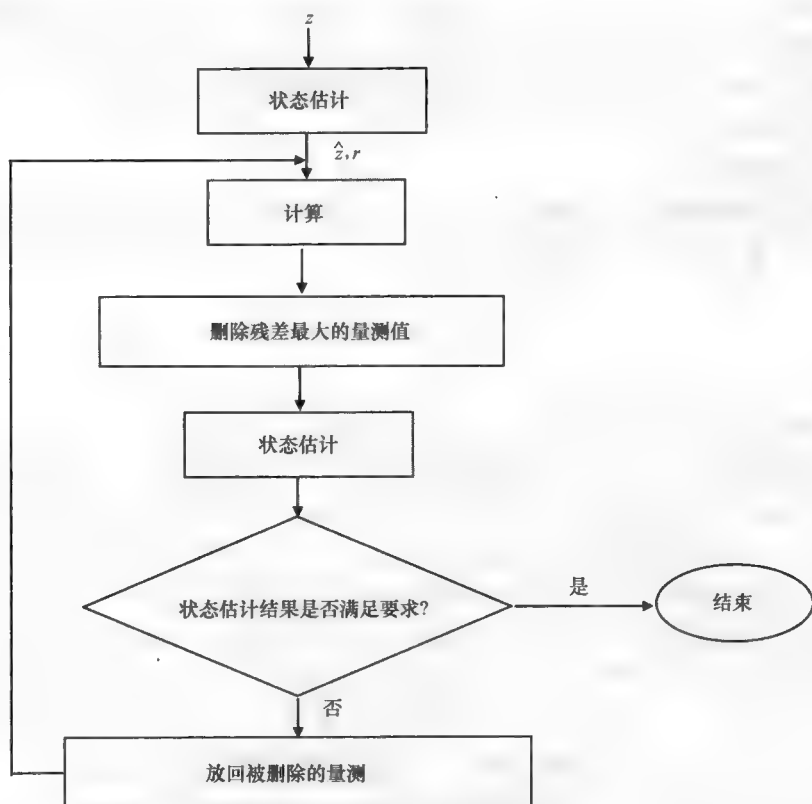 z
状态估计
ẑ,r
计算
删除残差最大的量测值
状态估计
状态估计结果是否满足要求?
是
结束
否
放回被删除的量测